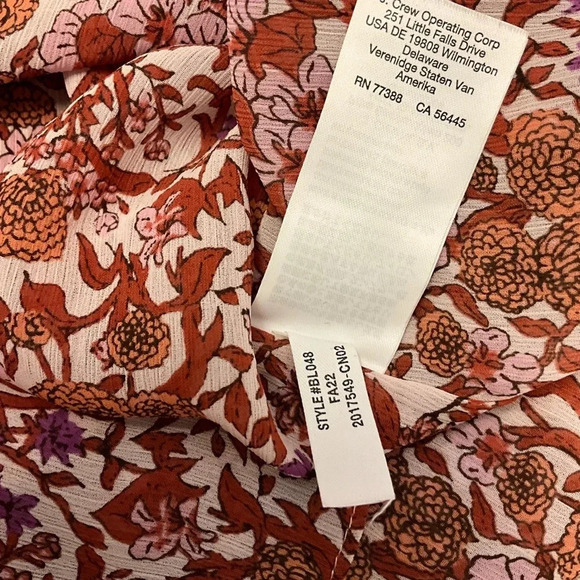 J. Crew Operating Corp
251 Little Falls Drive
USA DE 19808 Wilmington
Delaware
Verenidge Staten Van
Amerika
RN 77388 CA 56445
STYLE#BL048
FA22
2017549-CN02